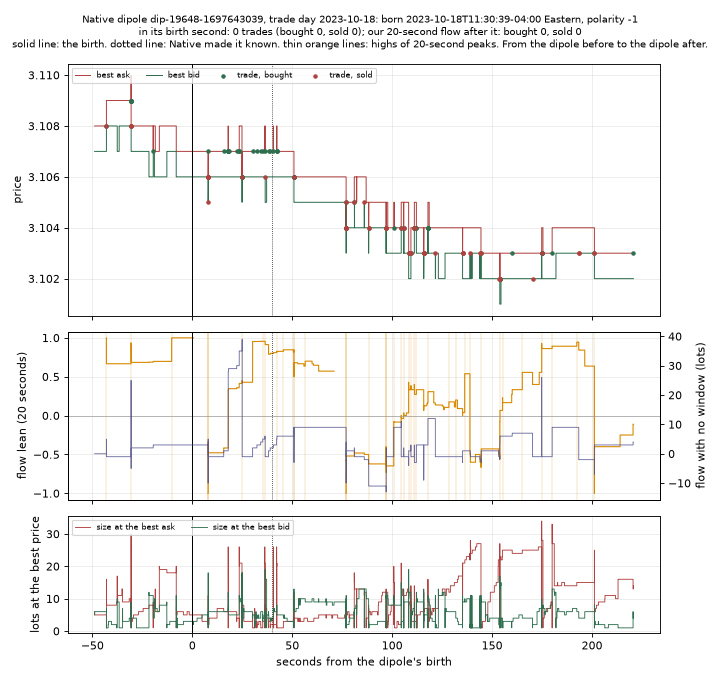 Native dipole dip-19648-1697643039, trade day 2023-10-18: born 2023-10-18T11:30:39-04:00 Eastern, polarity -1
in its birth second: 0 trades (bought 0, sold 0); our 20-second flow after it: bought 0, sold 0
solid line: the birth. dotted line: Native made it known. thin orange lines: highs of 20-second peaks. From the dipole before to the dipole after.
best ask
best bid
trade, bought
trade, sold
3.110
3.108
3.106
3.104
3.102
price
1.0
0.5
0.0
−0.5
−1.0
flow lean (20 seconds)
40
30
20
10
0
−10
flow with no window (lots)
size at the best ask
size at the best bid
30
20
10
0
lots at the best price
−50
0
50
100
150
200
seconds from the dipole's birth